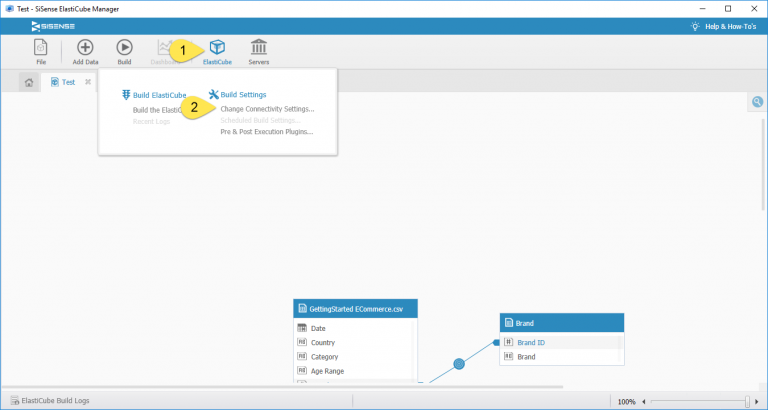 Test - SiSense ElastiCube Manager
SISENSE
Help & How-To's
1
File
Add Data
Build
Dashboard
ElastiCube
Servers
Test
Build ElastiCube
Build Settings
Build the ElastiC
2
Change Connectivity Settings...
Recent Logs
Scheduled Build Settings...
Pre & Post Execution Plugins...
GettingStarted ECommerce.csv
Date
Country
Category
Age Range
Brand
Brand ID
Brand
ElastiCube Build Logs
100%